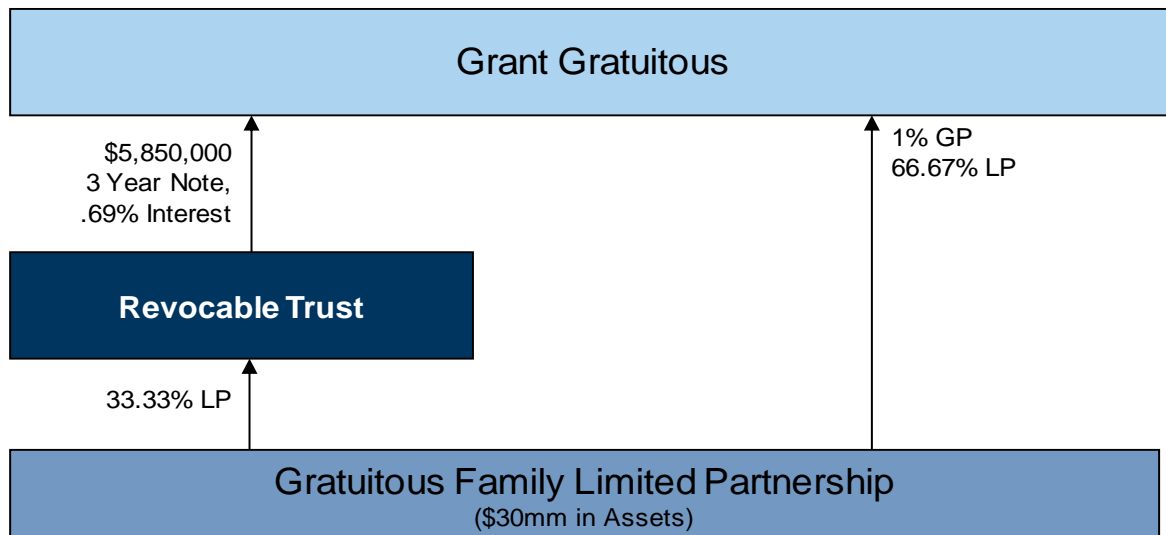 Grant Gratuitous
$5,850,000
3 Year Note,
.69% Interest
1% GP
66.67% LP
Revocable Trust
33.33% LP
Gratuitous Family Limited Partnership
($30mm in Assets)